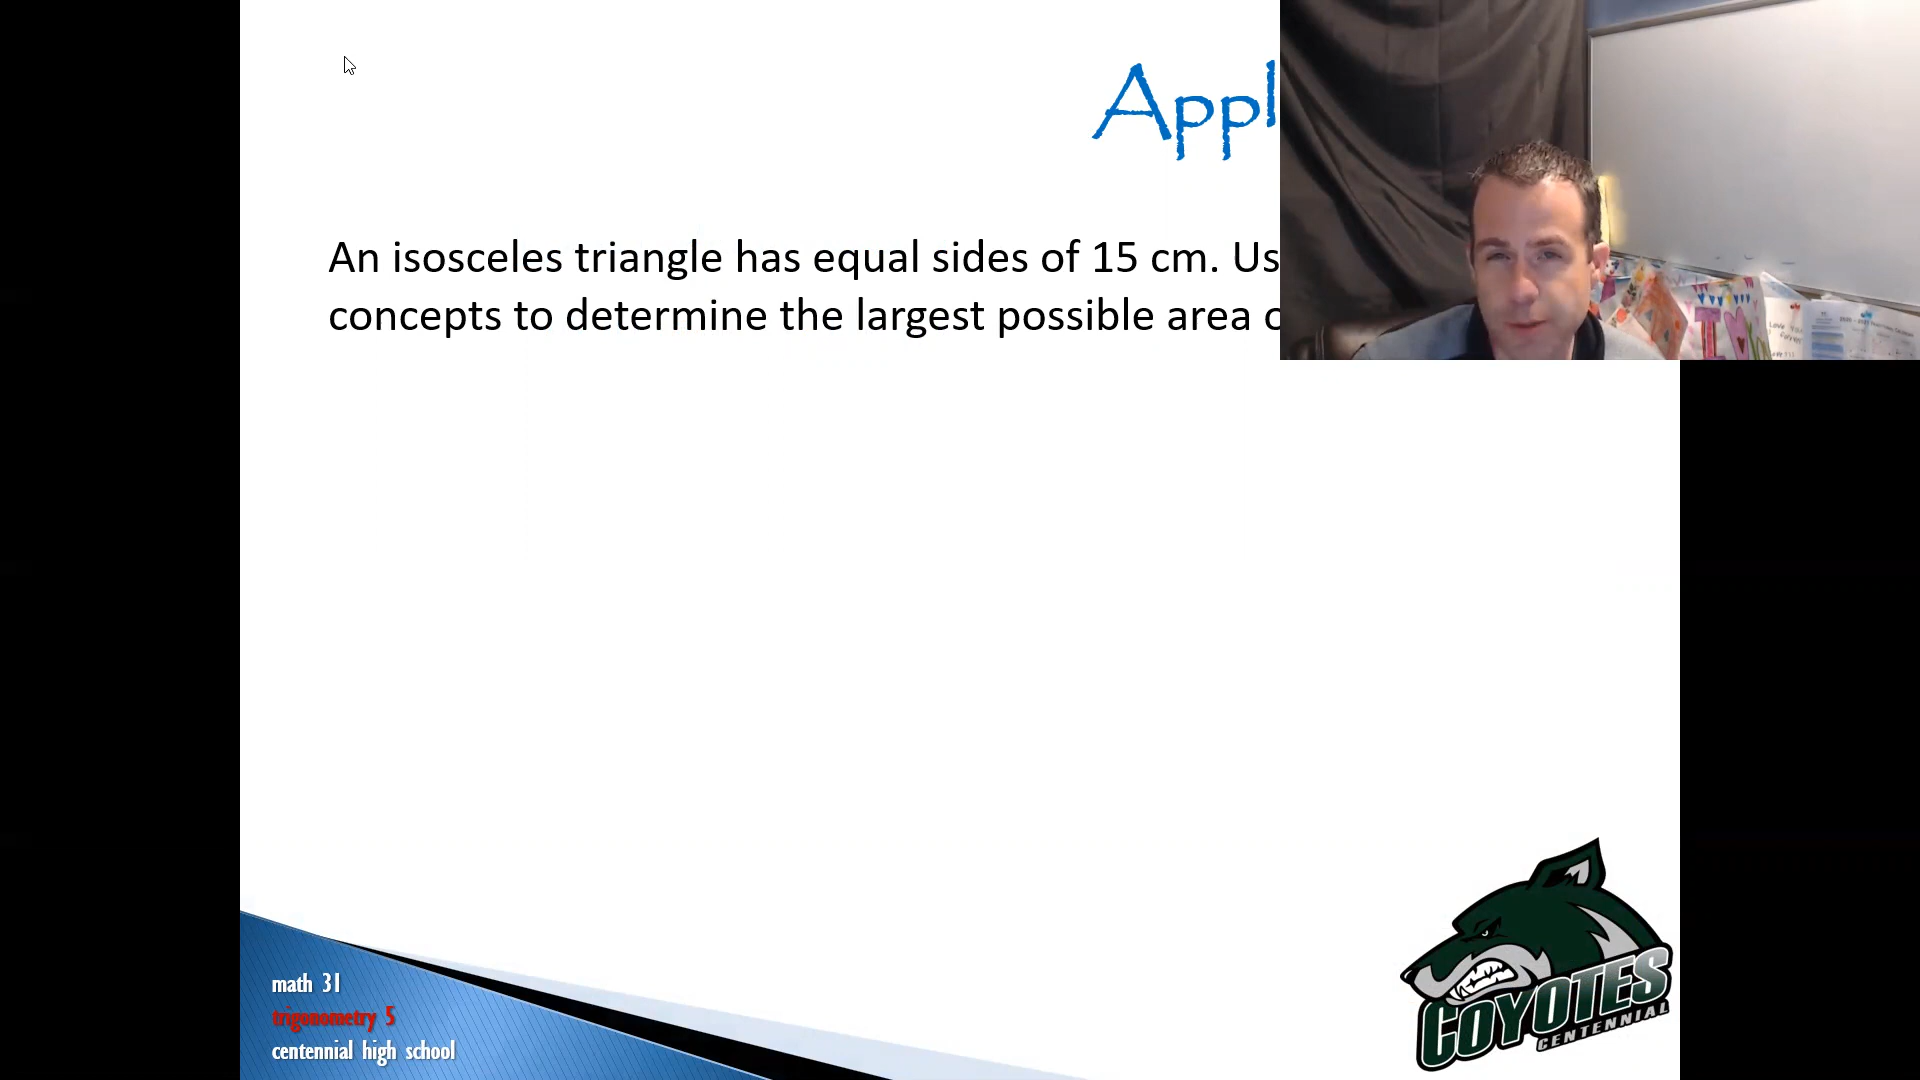 Appl
An isosceles triangle has equal sides of 15 cm. Us
concepts to determine the largest possible area o
math 31
trigonometry 5
centennial high school
COYOTES
CENTENNIAL